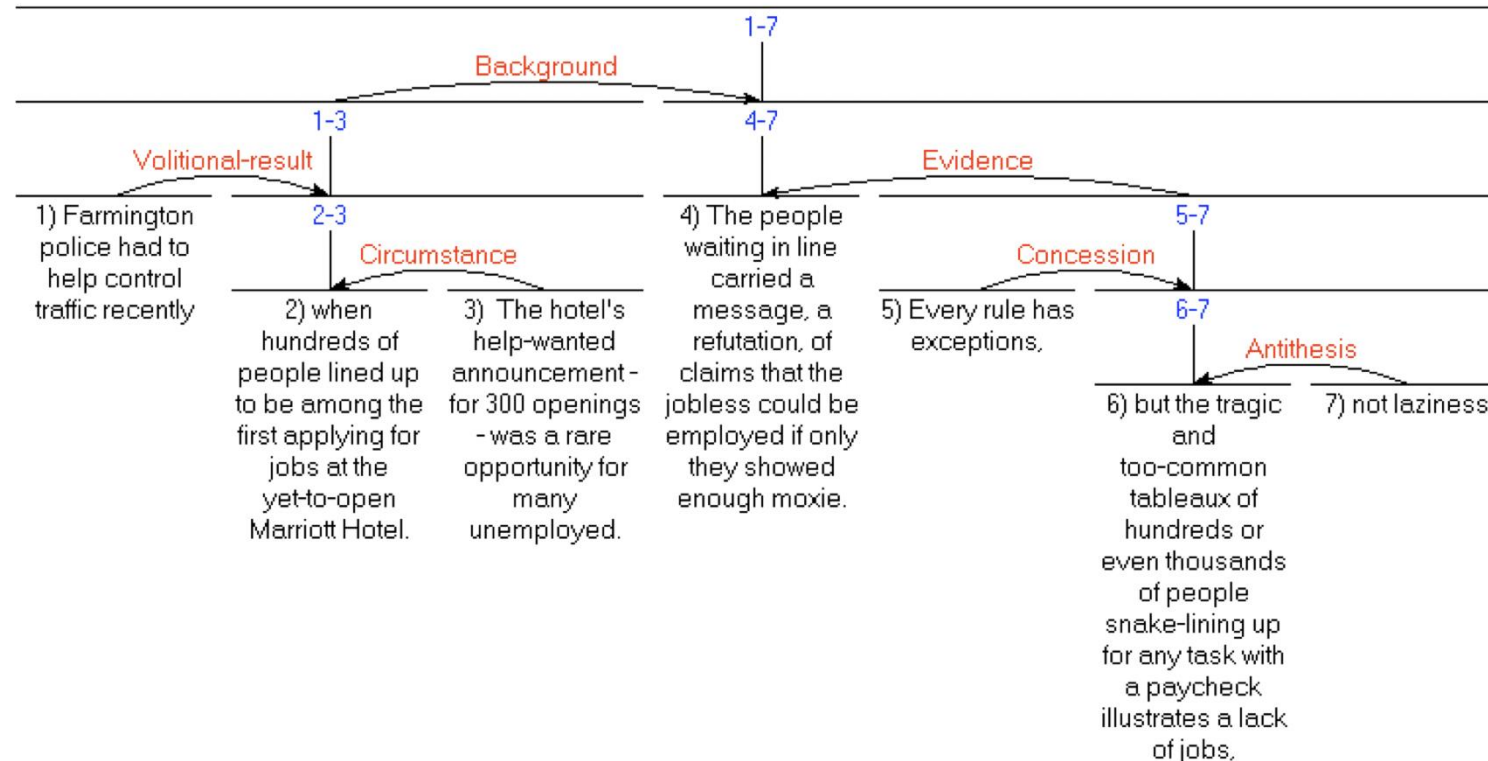 1-7
Background
1-3
4-7
Volitional-result
Evidence
1) Farmington
police had to
help control
traffic recently
2-3
Circumstance
2) when
hundreds of
people lined up
to be among the
first applying for
jobs at the
yet-to-open
Marriott Hotel.
3)  The hotel's
help-wanted
announcement -
for 300 openings
- was a rare
opportunity for
many
unemployed.
4) The people
waiting in line
carried a
message, a
refutation, of
claims that the
jobless could be
employed if only
they showed
enough moxie.
5-7
Concession
5) Every rule has
exceptions,
6-7
Antithesis
6) but the tragic
and
too-common
tableaux of
hundreds or
even thousands
of people
snake-lining up
for any task with
a paycheck
illustrates a lack
of jobs,
7) not laziness